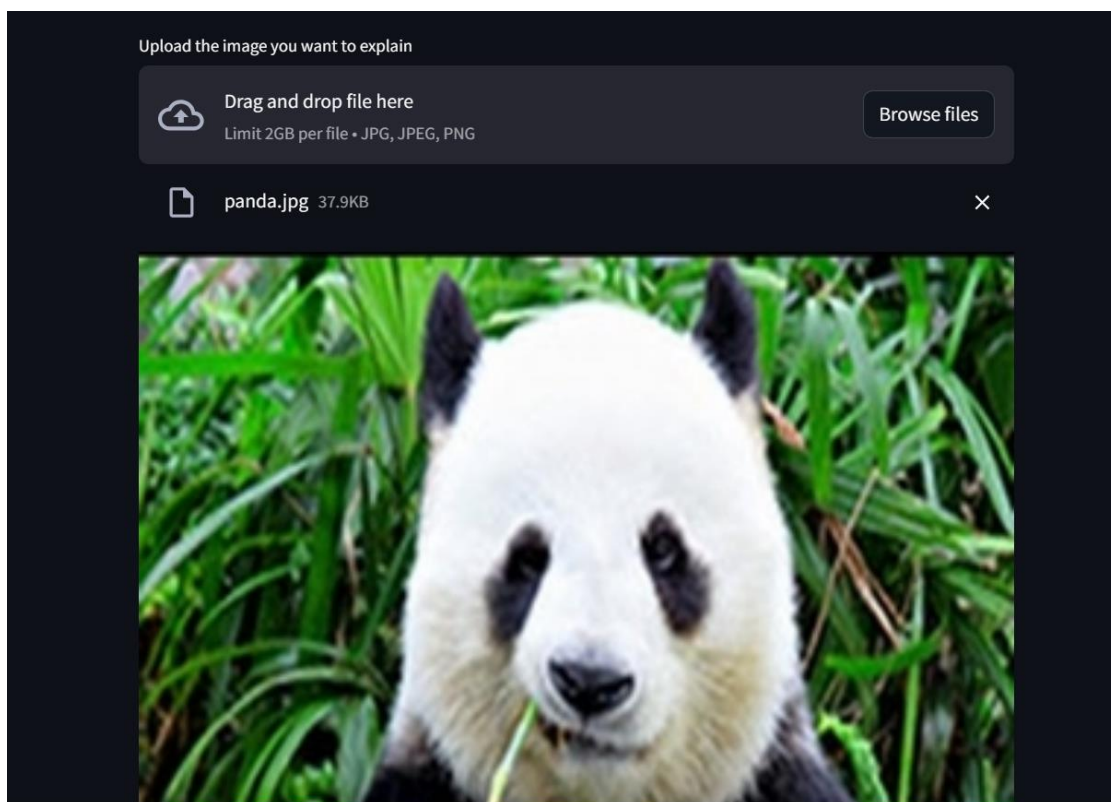 Upload the image you want to explain
Drag and drop file here
Limit 2GB per file • JPG, JPEG, PNG
Browse files
panda.jpg 37.9KB